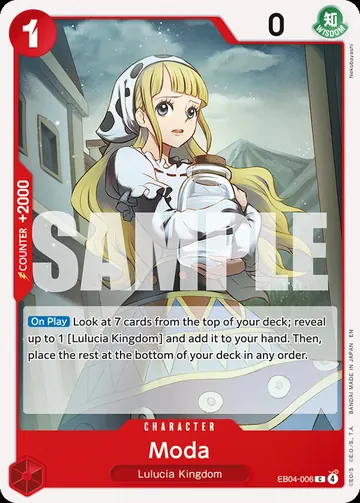 1
0
知
WISDOM
Nekobayashi
COUNTER +2000
SAMPLE
On Play Look at 7 cards from the top of your deck; reveal
up to 1 [Lulucia Kingdom] and add it to your hand. Then,
place the rest at the bottom of your deck in any order.
CHARACTER
Moda
Lulucia Kingdom
EB04-006 C 4
©E.O./S. ©E.O./S., T.A. BANDAI MADE IN JAPAN EN